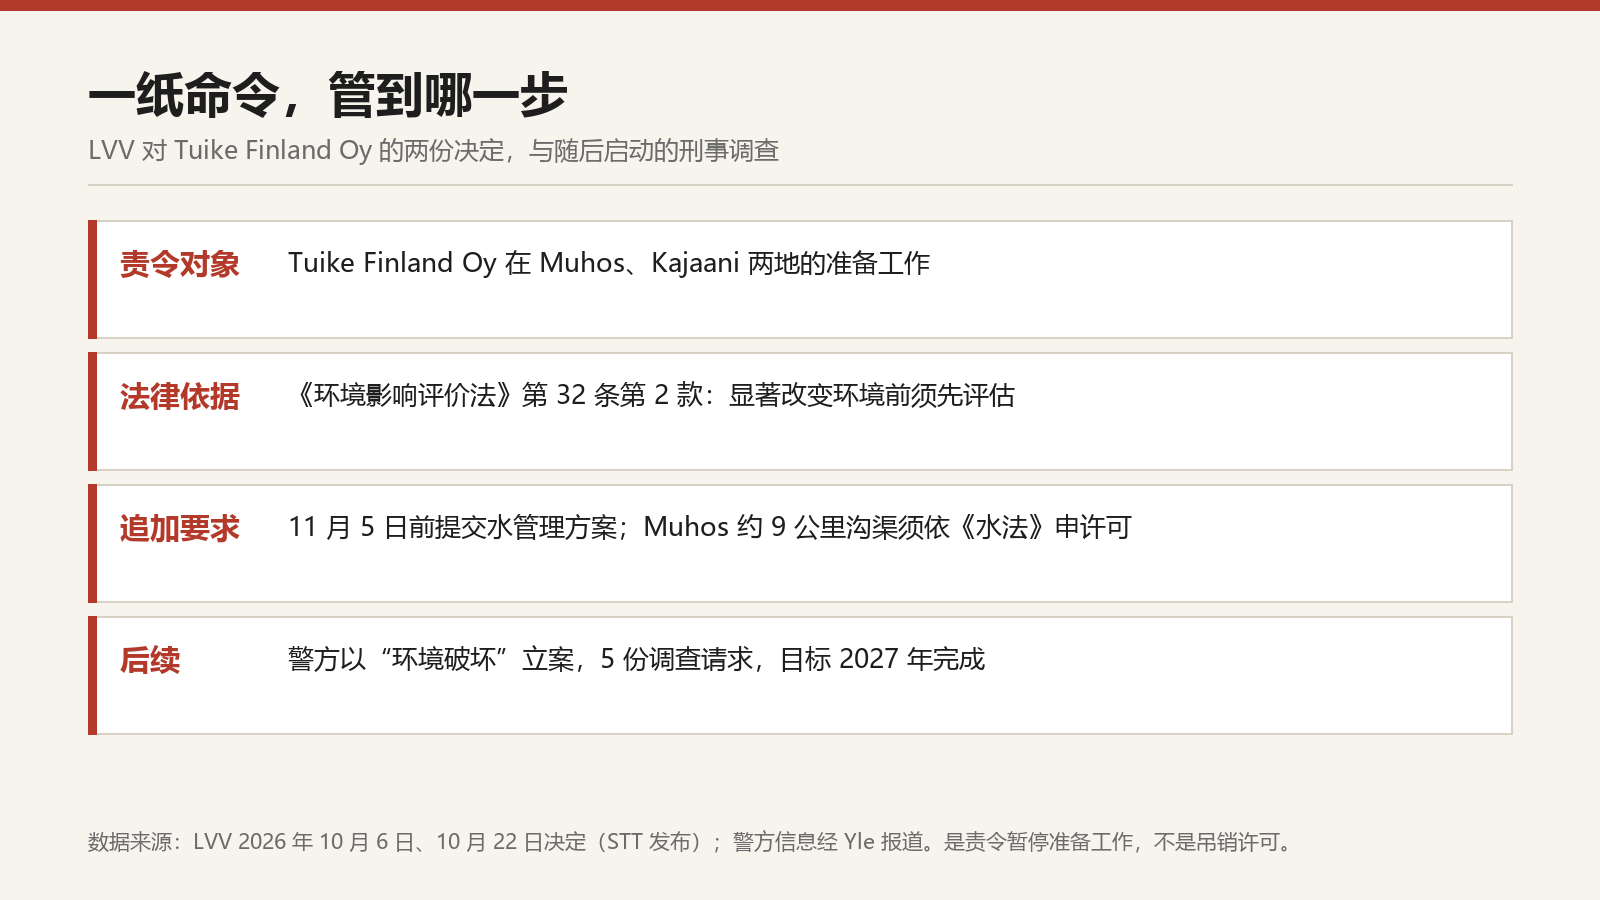 一纸命令，管到哪一步
LVV 对 Tuike Finland Oy 的两份决定，与随后启动的刑事调查
责令对象 Tuike Finland Oy 在 Muhos、Kajaani 两地的准备工作
法律依据 《环境影响评价法》第 32 条第 2 款：显著改变环境前须先评估
追加要求 11 月 5 日前提交水管理方案；Muhos 约 9 公里沟渠须依《水法》申许可
后续 警方以“环境破坏”立案，5 份调查请求，目标 2027 年完成
数据来源：LVV 2026 年 10 月 6 日、10 月 22 日决定（STT 发布）；警方信息经 Yle 报道。是责令暂停准备工作，不是吊销许可。